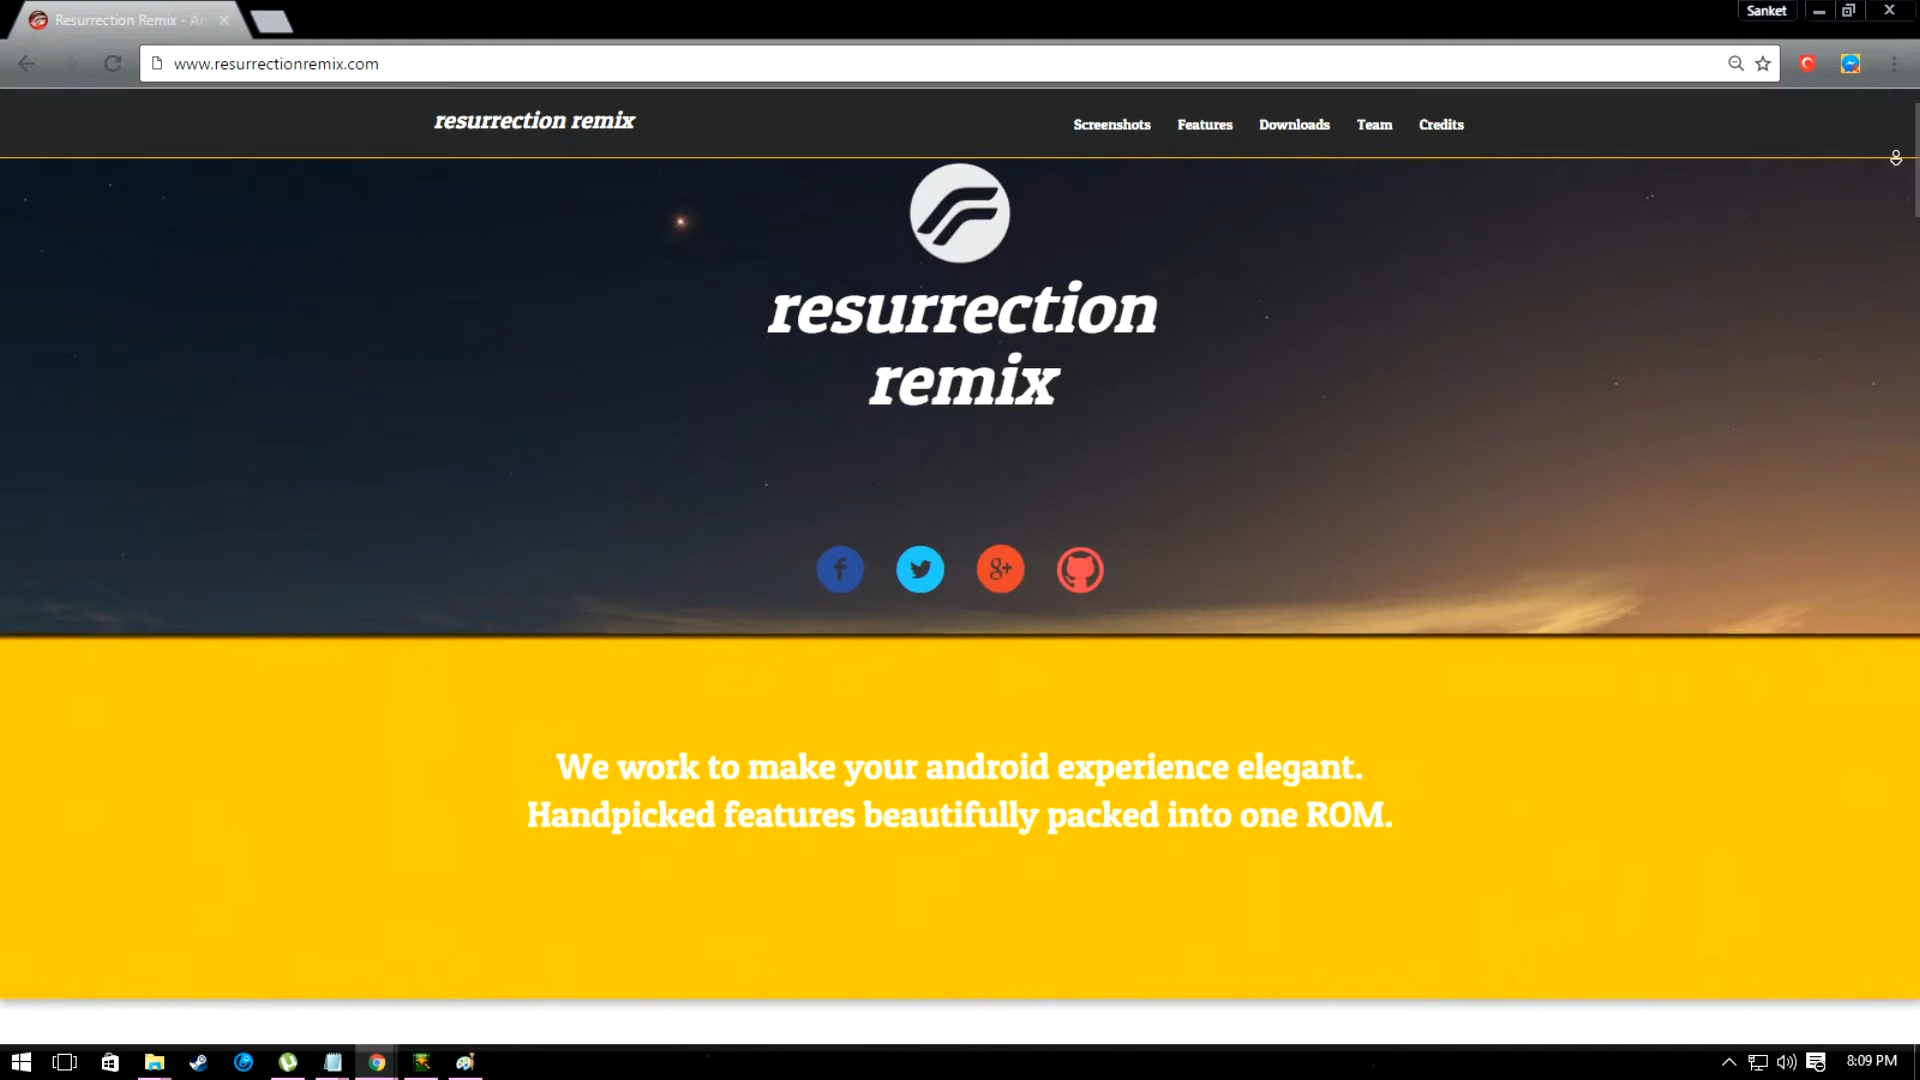 Resurrection Remix - An
Sanket
www.resurrectionremix.com
resurrection remix
Screenshots Features Downloads Team Credits
resurrection
remix
We work to make your android experience elegant.
Handpicked features beautifully packed into one ROM.
8:09 PM